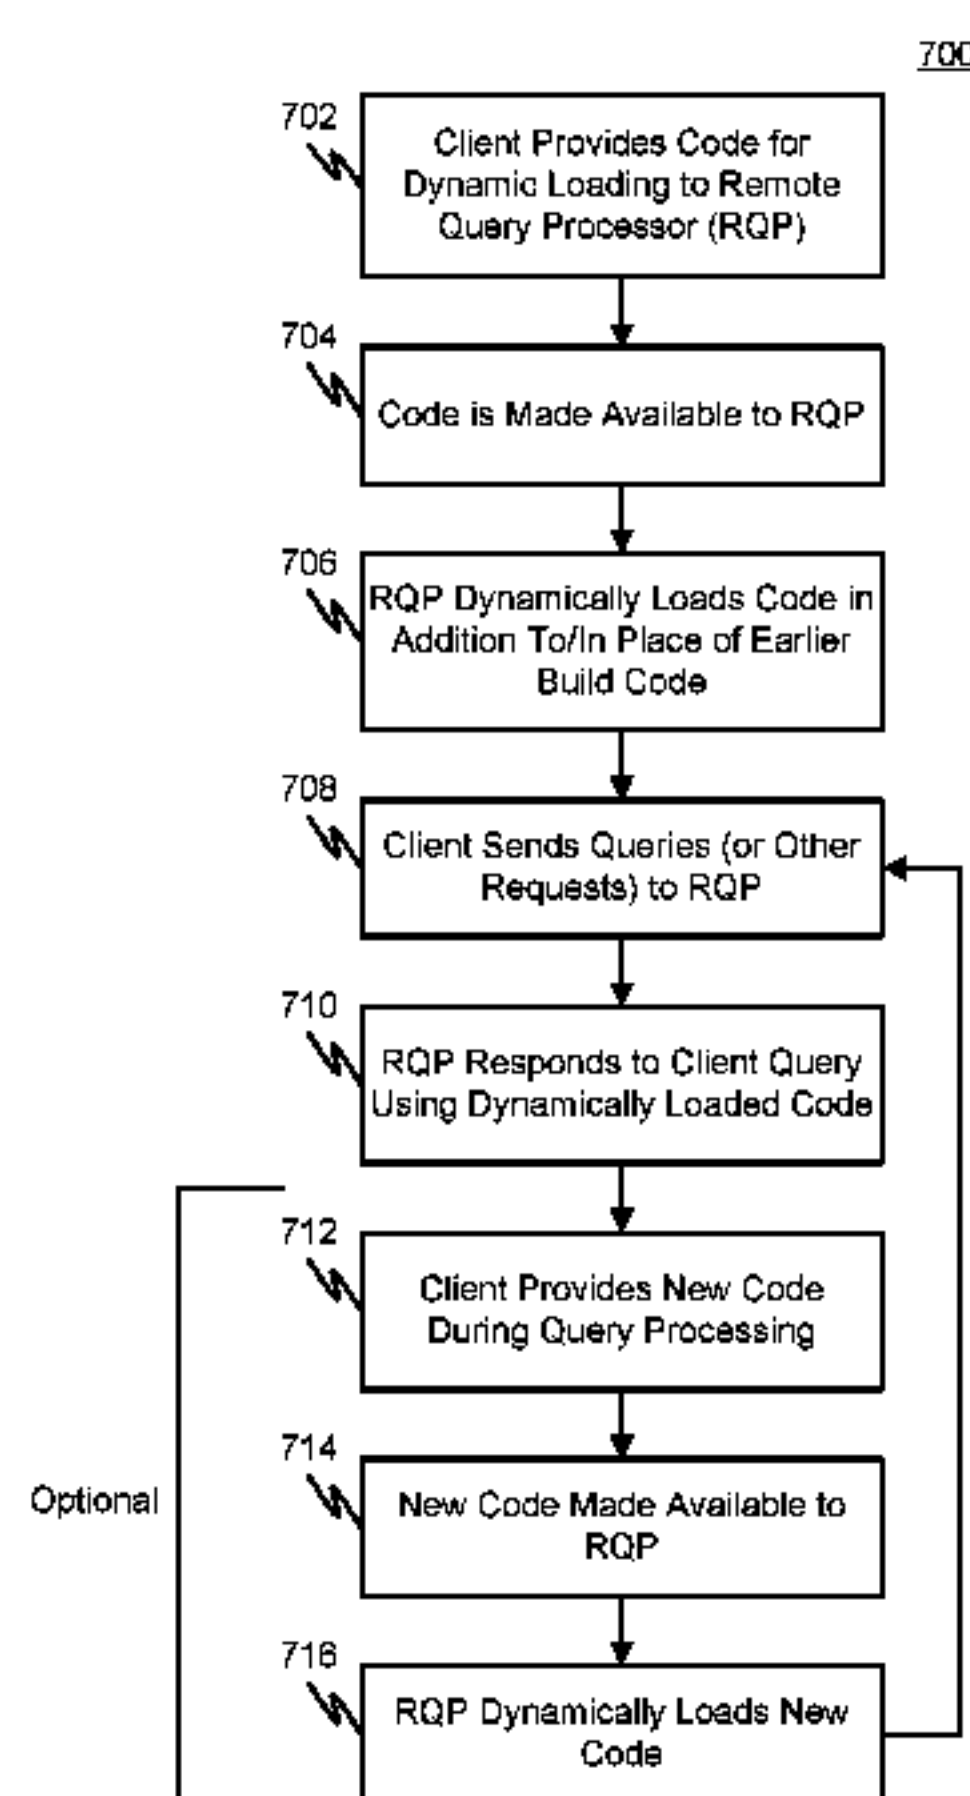 700
702
Client Provides Code for
Dynamic Loading to Remote
Query Processor (RQP)
704
Code is Made Available to RQP
706
RQP Dynamically Loads Code in
Addition To/In Place of Earlier
Build Code
708
Client Sends Queries (or Other
Requests) to RQP
710
RQP Responds to Client Query
Using Dynamically Loaded Code
712
Client Provides New Code
During Query Processing
714
Optional
New Code Made Available to
RQP
716
RQP Dynamically Loads New
Code